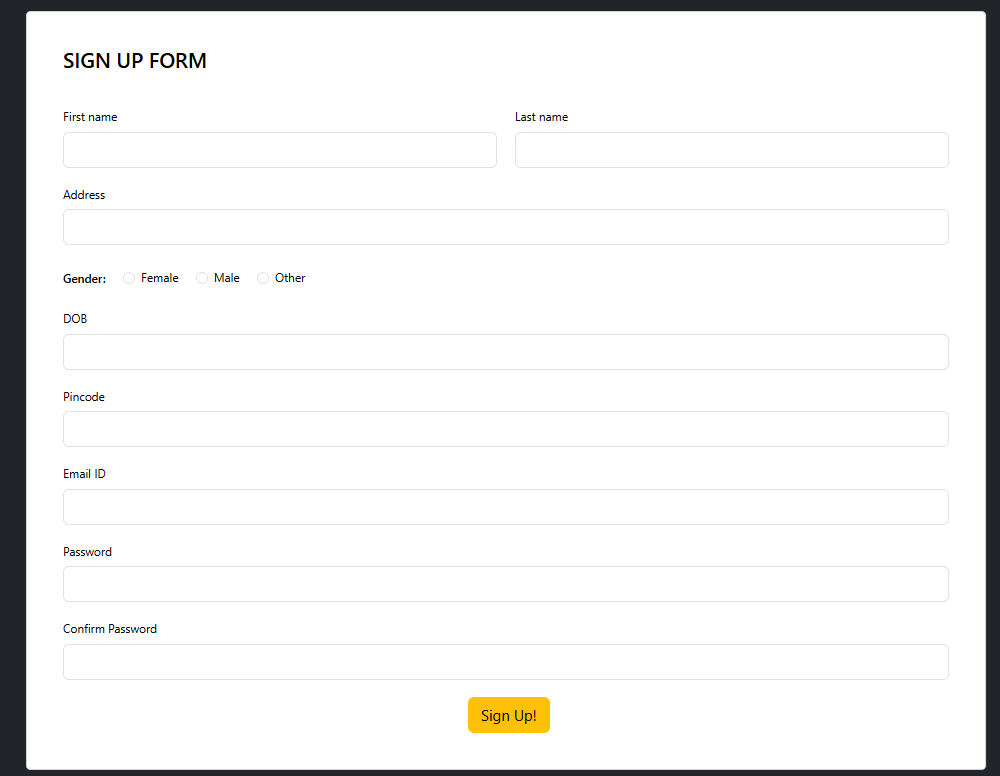 SIGN UP FORM
First name Last name
Address
Gender: Female Male Other
DOB
Pincode
Email ID
Password
Confirm Password
Sign Up!